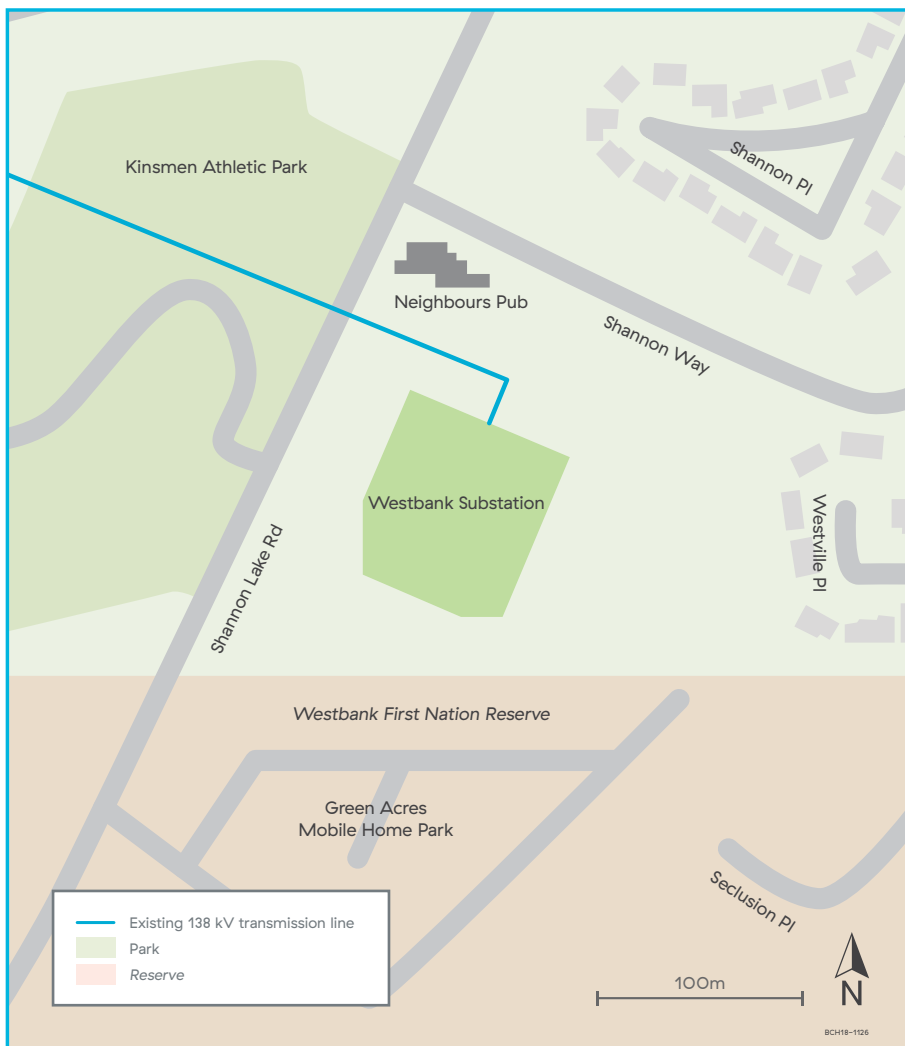 Kinsmen Athletic Park
Shannon Pl
Neighbours Pub
Shannon Way
Westbank Substation
Westville Pl
Shannon Lake Rd
Westbank First Nation Reserve
Green Acres
Mobile Home Park
Seclusion Pl
Existing 138 kV transmission line
Park
Reserve
100m
N
BCH18-1126